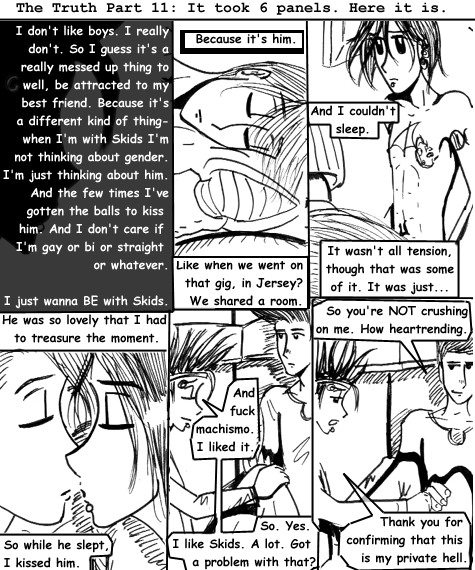 The Truth Part 11: It took 6 panels. Here it is.
I don't like boys. I really
don't. So I guess it's a
really messed up thing to
well, be attracted to my
best friend. Because it's
a different kind of thing-
when I'm with Skids I'm
not thinking about gender.
I'm just thinking about him.
And the few times I've
gotten the balls to kiss
him. And I don't care if
I'm gay or bi or straight
or whatever.
I just wanna BE with Skids.
Because it's him.
Like when we went on
that gig, in Jersey?
We shared a room.
And I couldn't
sleep.
It wasn't all tension,
though that was some
of it. It was just...
He was so lovely that I had
to treasure the moment.
So while he slept,
I kissed him.
And
fuck
machismo.
I liked it.
So. Yes.
I like Skids. A lot. Got
a problem with that?
So you're NOT crushing
on me. How heartrending.
Thank you for
confirming that this
is my private hell.